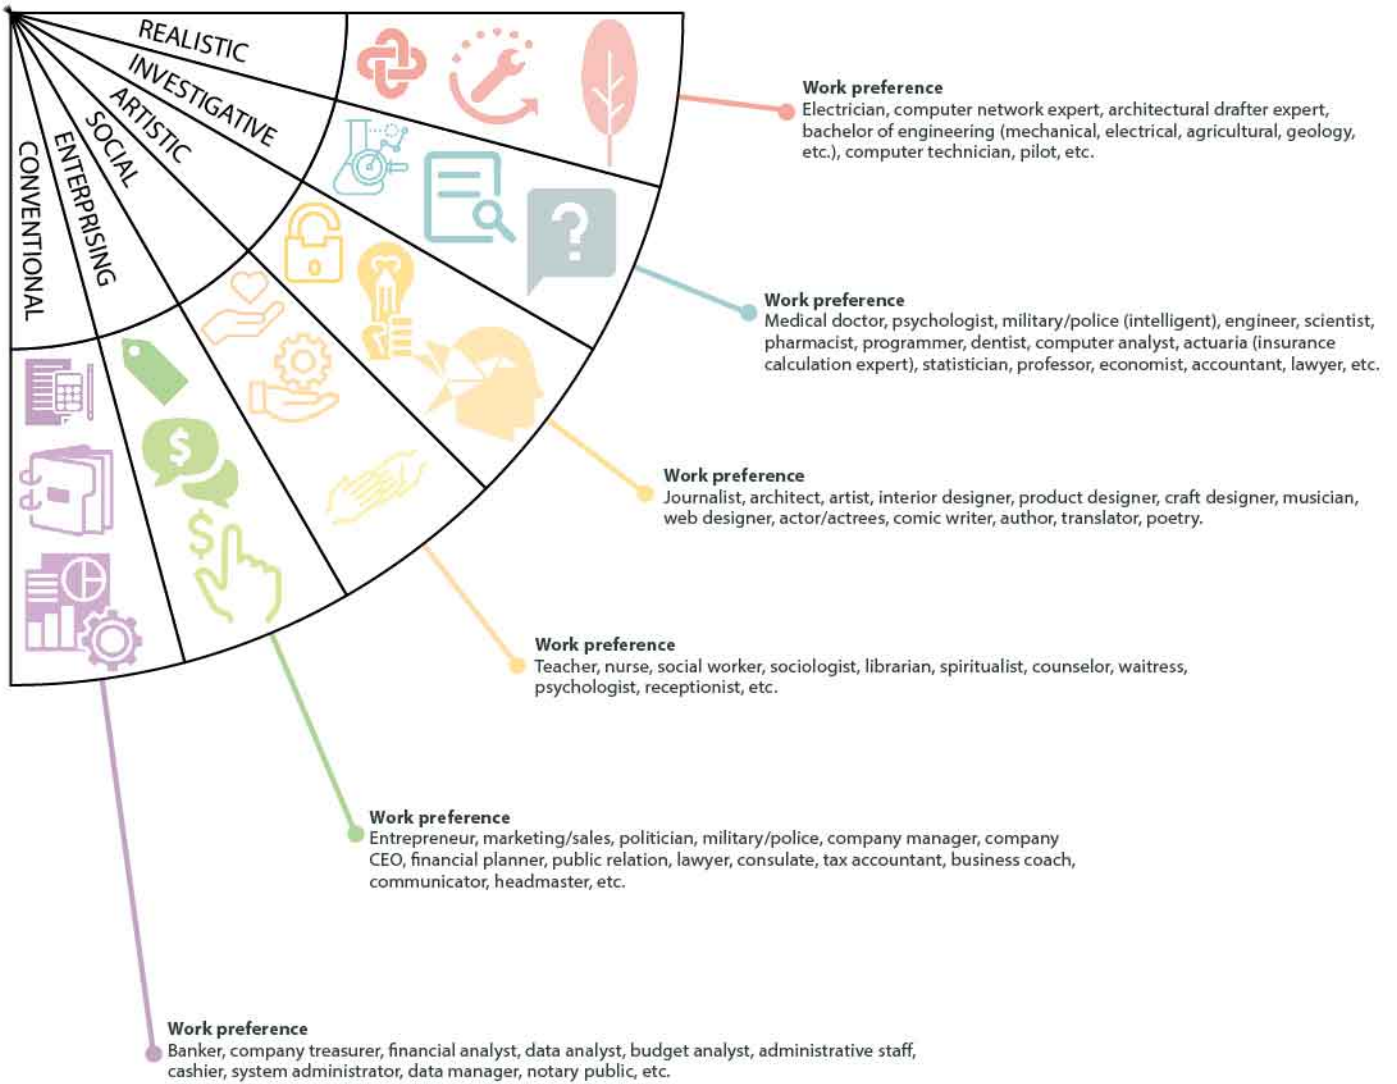 REALISTIC
INVESTIGATIVE
ARTISTIC
SOCIAL
ENTERPRISING
CONVENTIONAL
?
$
$
Work preference
Electrician, computer network expert, architectural drafter expert,
bachelor of engineering (mechanical, electrical, agricultural, geology,
etc.), computer technician, pilot, etc.
Work preference
Medical doctor, psychologist, military/police (intelligent), engineer, scientist,
pharmacist, programmer, dentist, computer analyst, actuaria (insurance
calculation expert), statistician, professor, economist, accountant, lawyer, etc.
Work preference
Journalist, architect, artist, interior designer, product designer, craft designer, musician,
web designer, actor/actrees, comic writer, author, translator, poetry.
Work preference
Teacher, nurse, social worker, sociologist, librarian, spiritualist, counselor, waitress,
psychologist, receptionist, etc.
Work preference
Entrepreneur, marketing/sales, politician, military/police, company manager, company
CEO, financial planner, public relation, lawyer, consulate, tax accountant, business coach,
communicator, headmaster, etc.
Work preference
Banker, company treasurer, financial analyst, data analyst, budget analyst, administrative staff,
cashier, system administrator, data manager, notary public, etc.